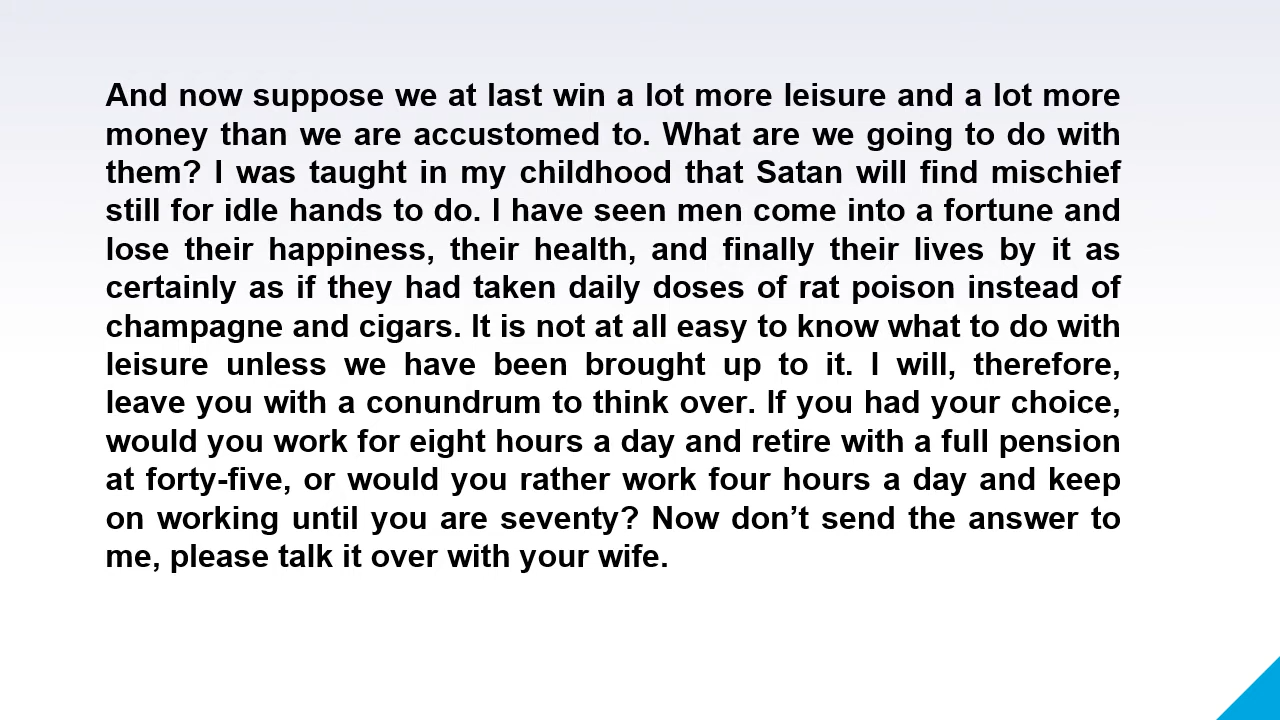 And now suppose we at last win a lot more leisure and a lot more
money than we are accustomed to. What are we going to do with
them? I was taught in my childhood that Satan will find mischief
still for idle hands to do. I have seen men come into a fortune and
lose their happiness, their health, and finally their lives by it as
certainly as if they had taken daily doses of rat poison instead of
champagne and cigars. It is not at all easy to know what to do with
leisure unless we have been brought up to it. I will, therefore,
leave you with a conundrum to think over. If you had your choice,
would you work for eight hours a day and retire with a full pension
at forty-five, or would you rather work four hours a day and keep
on working until you are seventy? Now don’t send the answer to
me, please talk it over with your wife.